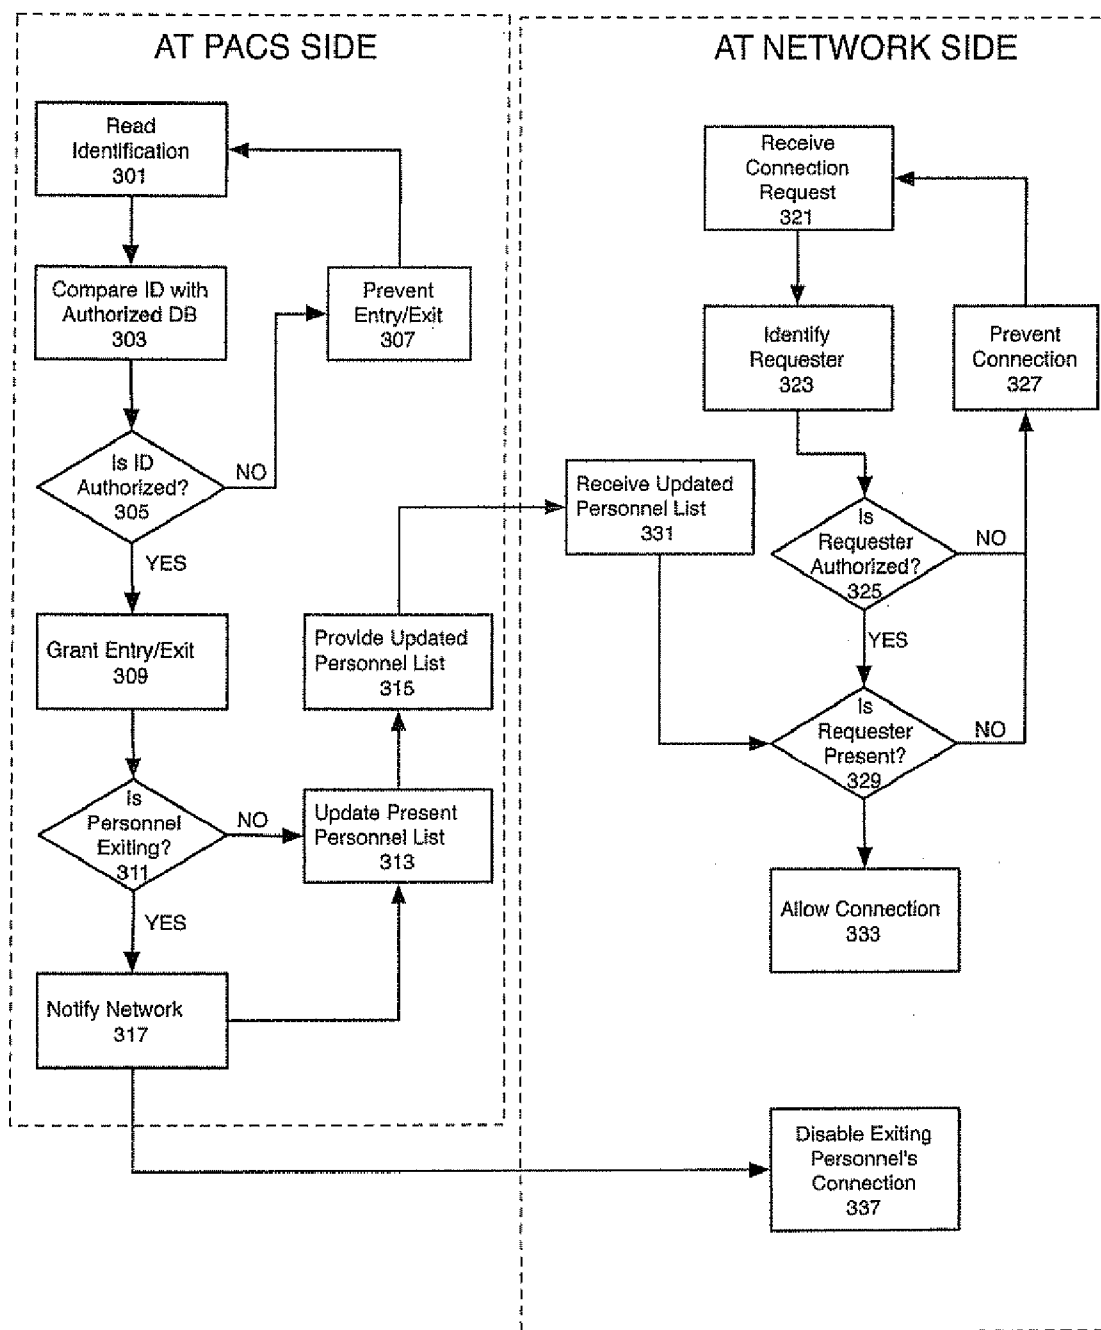 AT PACS SIDE
Read
Identification
301
Compare ID with
Authorized DB
303
Prevent
Entry/Exit
307
Is ID
Authorized?
305
NO
YES
Grant Entry/Exit
309
Provide Updated
Personnel List
315
Is
Personnel
Exiting?
311
NO
YES
Update Present
Personnel List
313
Notify Network
317
AT NETWORK SIDE
Receive
Connection
Request
321
Identify
Requester
323
Prevent
Connection
327
Receive Updated
Personnel List
331
Is
Requester
Authorized?
325
NO
YES
Is
Requester
Present?
329
NO
Allow Connection
333
Disable Exiting
Personnel's
Connection
337